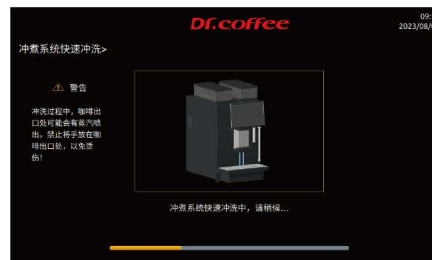 Dr.coffee
09:
2023/08/0
冲煮系统快速冲洗>
警告
冲洗过程中，咖啡出
口处可能会有蒸汽喷
出，禁止将手放在咖
啡出口处，以免烫
伤！
冲煮系统快速冲洗中，请稍候...